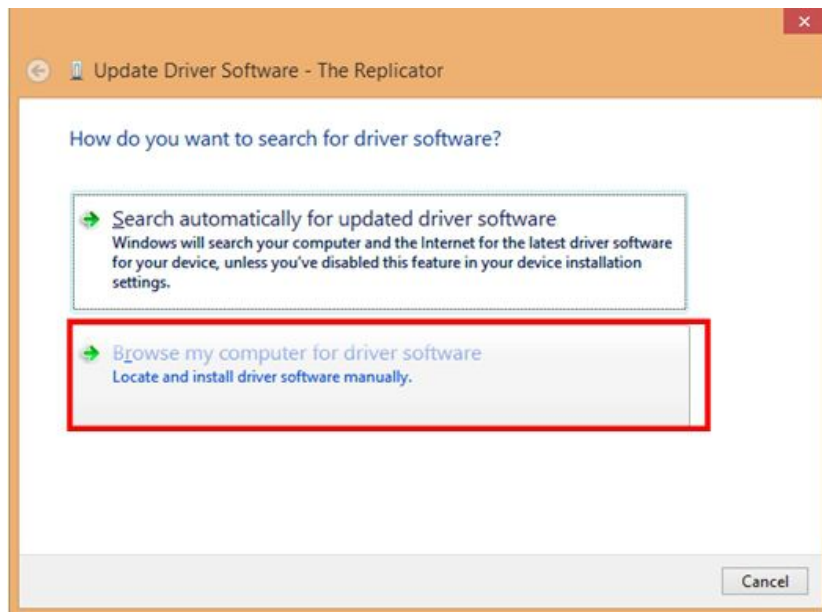 Update Driver Software - The Replicator
How do you want to search for driver software?
Search automatically for updated driver software
Windows will search your computer and the Internet for the latest driver software
for your device, unless you've disabled this feature in your device installation
settings.
Browse my computer for driver software
Locate and install driver software manually.
Cancel